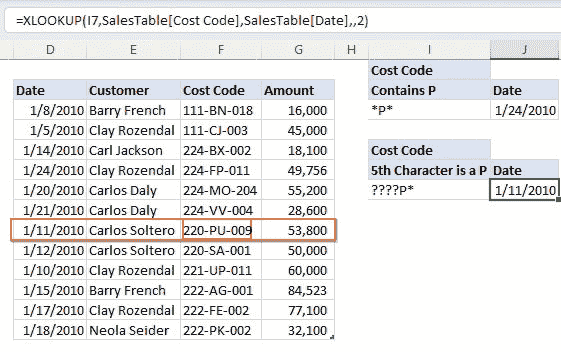 =XLOOKUP(I7,SalesTable[Cost Code],SalesTable[Date],,2)
D E F G H I J
Cost Code
Date Customer Cost Code Amount Contains P Date
1/8/2010 Barry French 111-BN-018 16,000 *P* 1/24/2010
1/5/2010 Clay Rozendal 111-CJ-003 45,000
1/14/2010 Carl Jackson 224-BX-002 18,100 Cost Code
1/24/2010 Clay Rozendal 224-FP-011 49,756 5th Character is a P Date
1/20/2010 Carlos Daly 224-MO-204 55,200 ????P* 1/11/2010
1/21/2010 Carlos Daly 224-VV-004 28,600
1/11/2010 Carlos Soltero 220-PU-009 53,800
1/12/2010 Carlos Soltero 220-SA-001 50,000
1/10/2010 Clay Rozendal 221-UP-011 60,000
1/15/2010 Barry French 222-AG-001 84,523
1/17/2010 Clay Rozendal 222-FE-002 77,100
1/18/2010 Neola Seider 222-PK-002 32,100